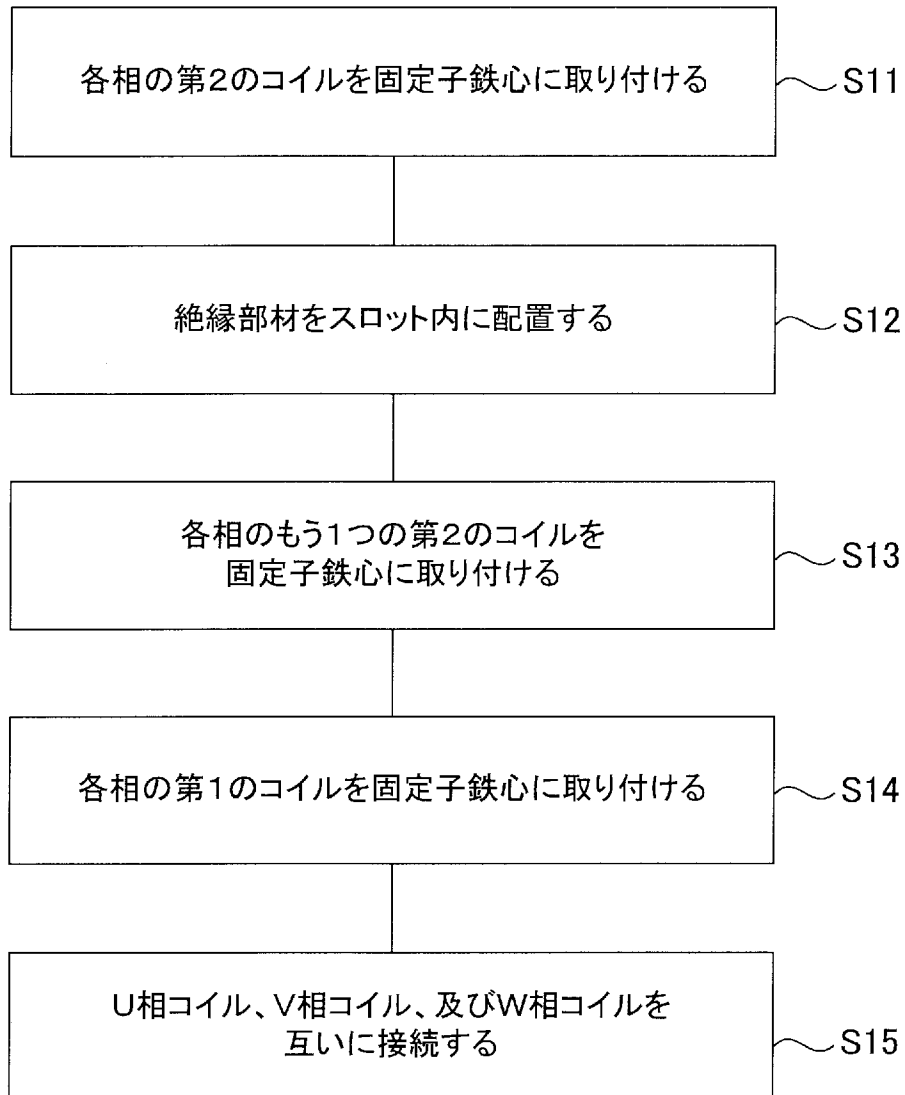 各相の第2のコイルを固定子鉄心に取り付ける
S11
絶縁部材をスロット内に配置する
S12
各相のもう1つの第2のコイルを
固定子鉄心に取り付ける
S13
各相の第1のコイルを固定子鉄心に取り付ける
S14
U相コイル、V相コイル、及びW相コイルを
互いに接続する
S15